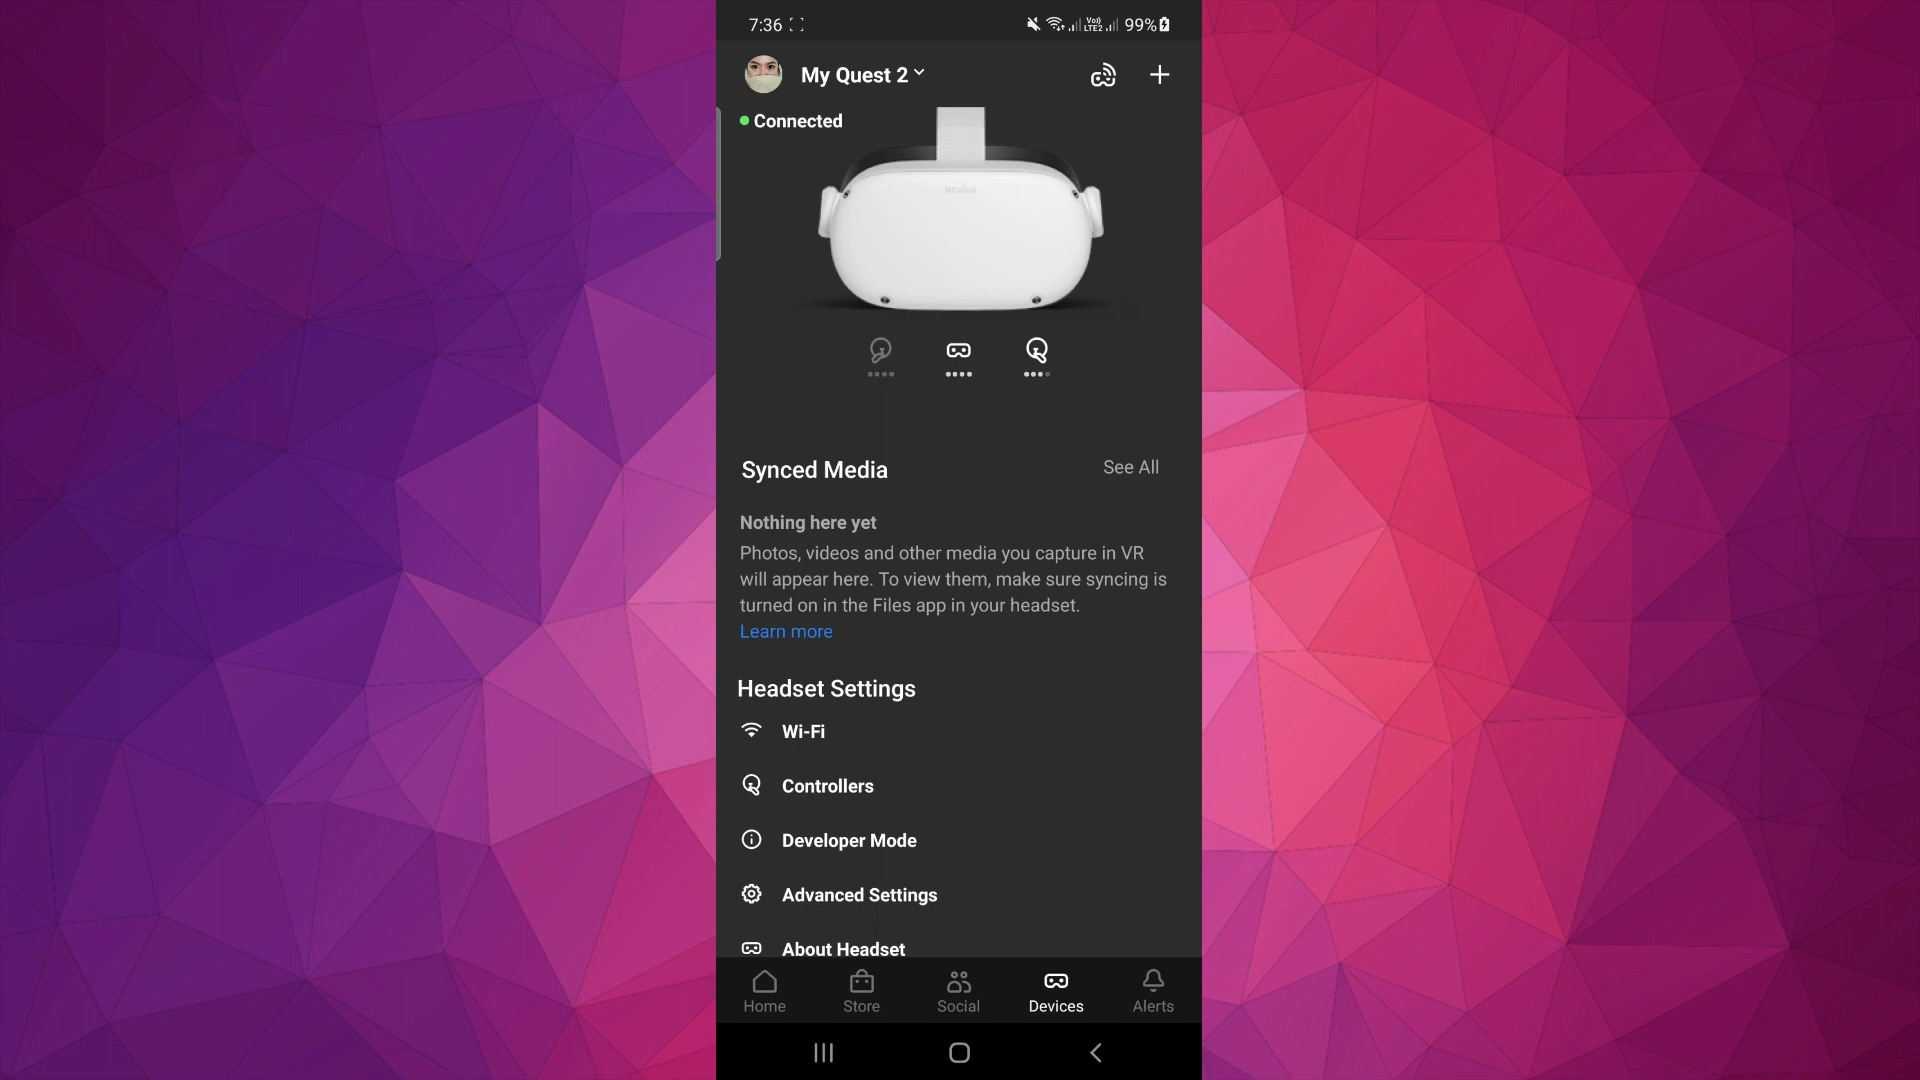 7:36
Vo)) LTE2
99%
My Quest 2
Connected
oculus
Synced Media
See All
Nothing here yet
Photos, videos and other media you capture in VR
will appear here. To view them, make sure syncing is
turned on in the Files app in your headset.
Learn more
Headset Settings
Wi-Fi
Controllers
Developer Mode
Advanced Settings
About Headset
Home
Store
Social
Devices
Alerts